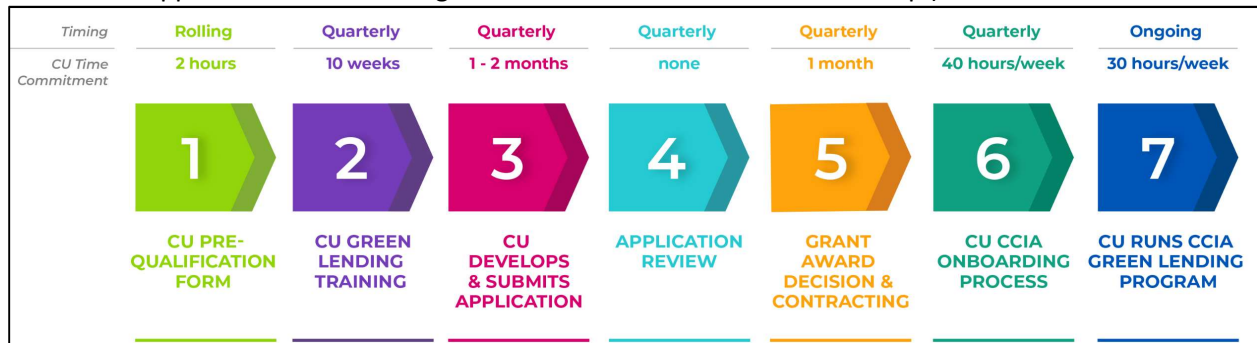 Timing Rolling Quarterly Quarterly Quarterly Quarterly Quarterly Ongoing
CU Time
Commitment
2 hours 10 weeks 1 - 2 months none 1 month 40 hours/week 30 hours/week
1 2 3 4 5 6 7
CU PRE-
QUALIFICATION
FORM
CU GREEN
LENDING
TRAINING
CU
DEVELOPS
& SUBMITS
APPLICATION
APPLICATION
REVIEW
GRANT
AWARD
DECISION &
CONTRACTING
CU CCIA
ONBOARDING
PROCESS
CU RUNS CCIA
GREEN LENDING
PROGRAM